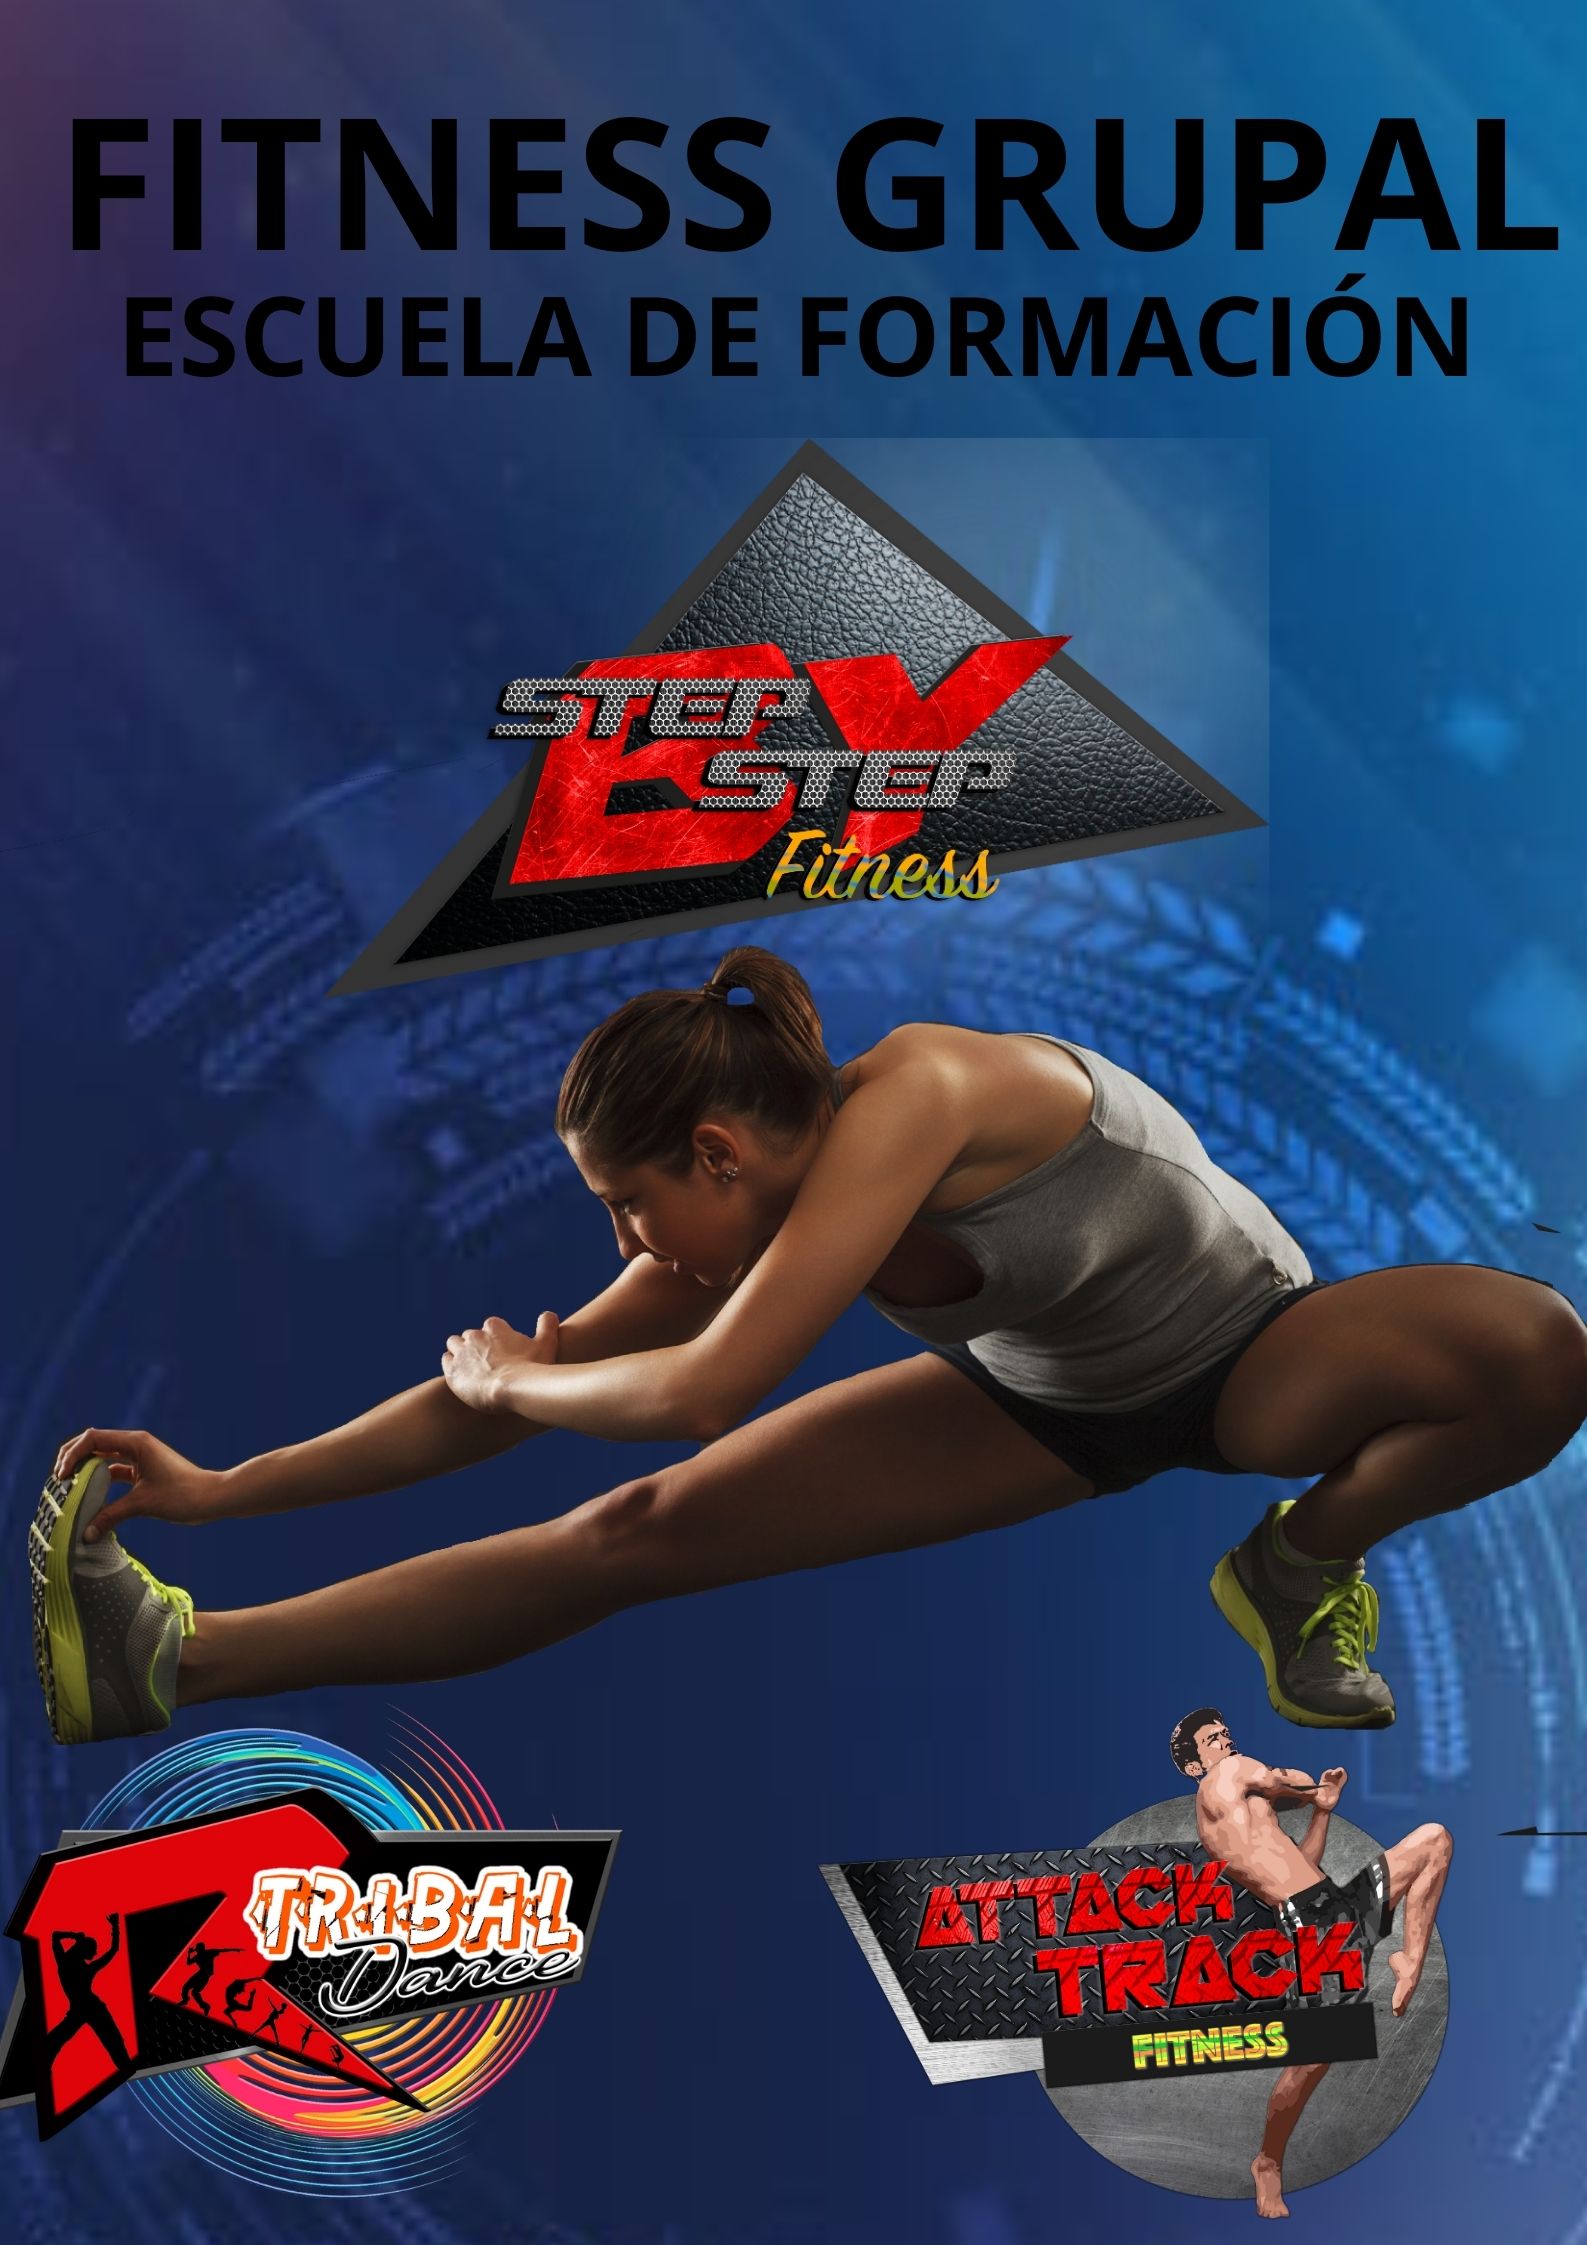 FITNESS GRUPAL
ESCUELA DE FORMACIÓN
STEP
BY
STEP
Fitness
TRIBAL
Dance
ATTACK
TRACK
FITNESS